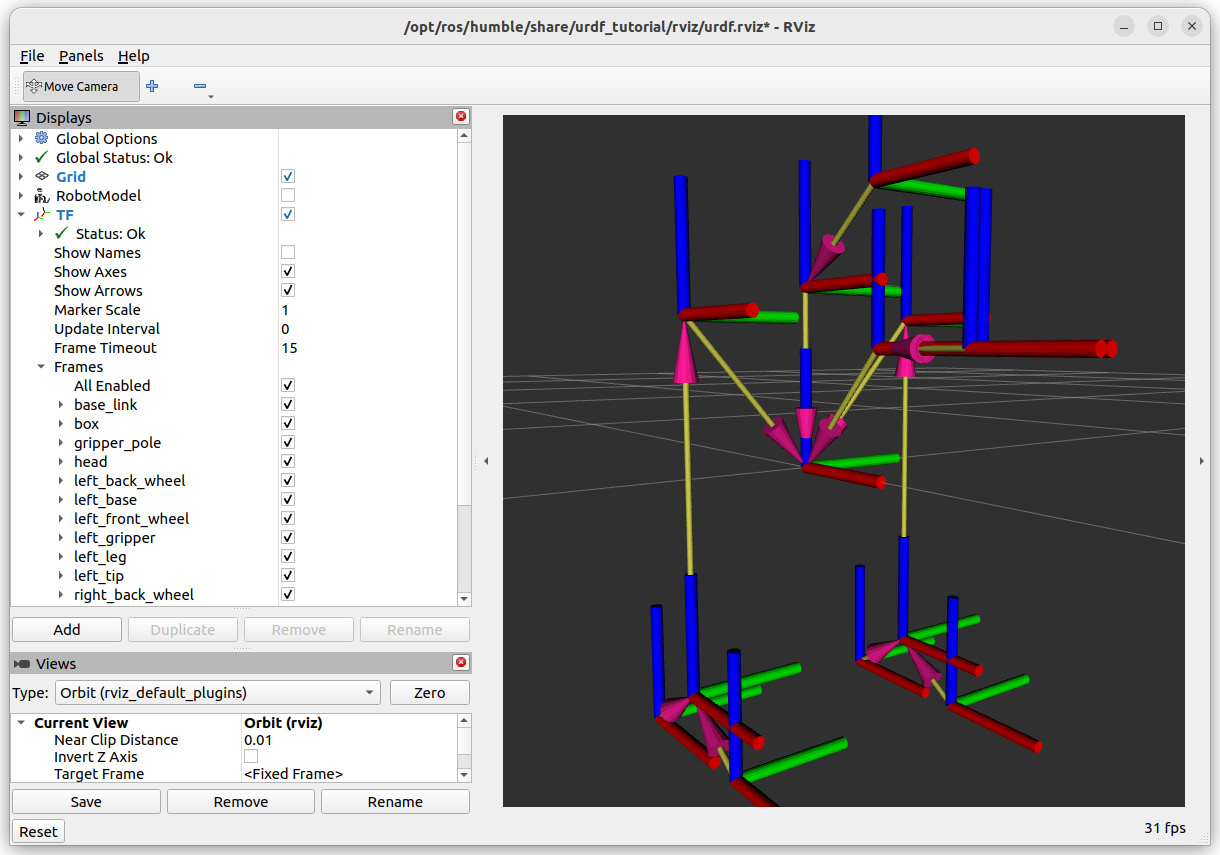 /opt/ros/humble/share/urdf_tutorial/rviz/urdf.rviz* - RViz
File Panels Help
Move Camera
Displays
Global Options
Global Status: Ok
Grid
RobotModel
TF
Status: Ok
Show Names
Show Axes
Show Arrows
Marker Scale 1
Update Interval 0
Frame Timeout 15
Frames
All Enabled
base_link
box
gripper_pole
head
left_back_wheel
left_base
left_front_wheel
left_gripper
left_leg
left_tip
right_back_wheel
Add Duplicate Remove Rename
Views
Type: Orbit (rviz_default_plugins) Zero
Current View Orbit (rviz)
Near Clip Distance 0.01
Invert Z Axis
Target Frame <Fixed Frame>
Save Remove Rename
Reset 31 fps